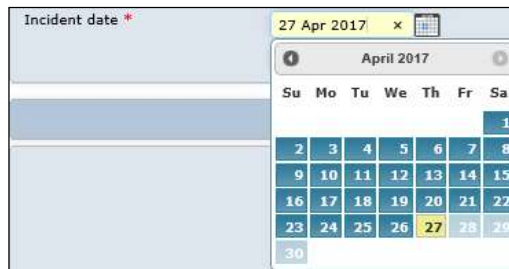 Incident date *
27 Apr 2017 ×
April 2017
Su Mo Tu We Th Fr Sa
1
2 3 4 5 6 7 8
9 10 11 12 13 14 15
16 17 18 19 20 21 22
23 24 25 26 27 28 29
30